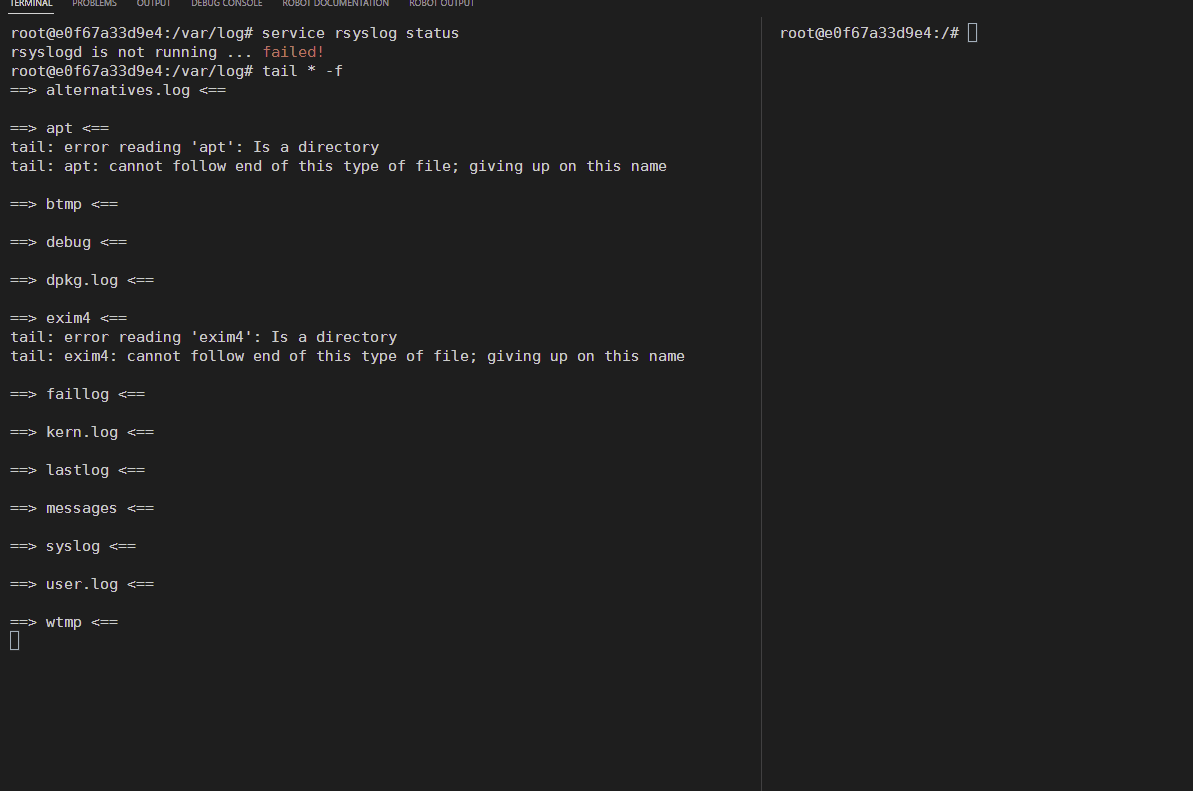 TERMINAL PROBLEMS OUTPUT DEBUG CONSOLE ROBOT DOCUMENTATION ROBOT OUTPUT
root@e0f67a33d9e4:/var/log# service rsyslog status
rsyslogd is not running ... failed!
root@e0f67a33d9e4:/var/log# tail * -f
==> alternatives.log <==
==> apt <==
tail: error reading 'apt': Is a directory
tail: apt: cannot follow end of this type of file; giving up on this name
==> btmp <==
==> debug <==
==> dpkg.log <==
==> exim4 <==
tail: error reading 'exim4': Is a directory
tail: exim4: cannot follow end of this type of file; giving up on this name
==> faillog <==
==> kern.log <==
==> lastlog <==
==> messages <==
==> syslog <==
==> user.log <==
==> wtmp <==
root@e0f67a33d9e4:/#